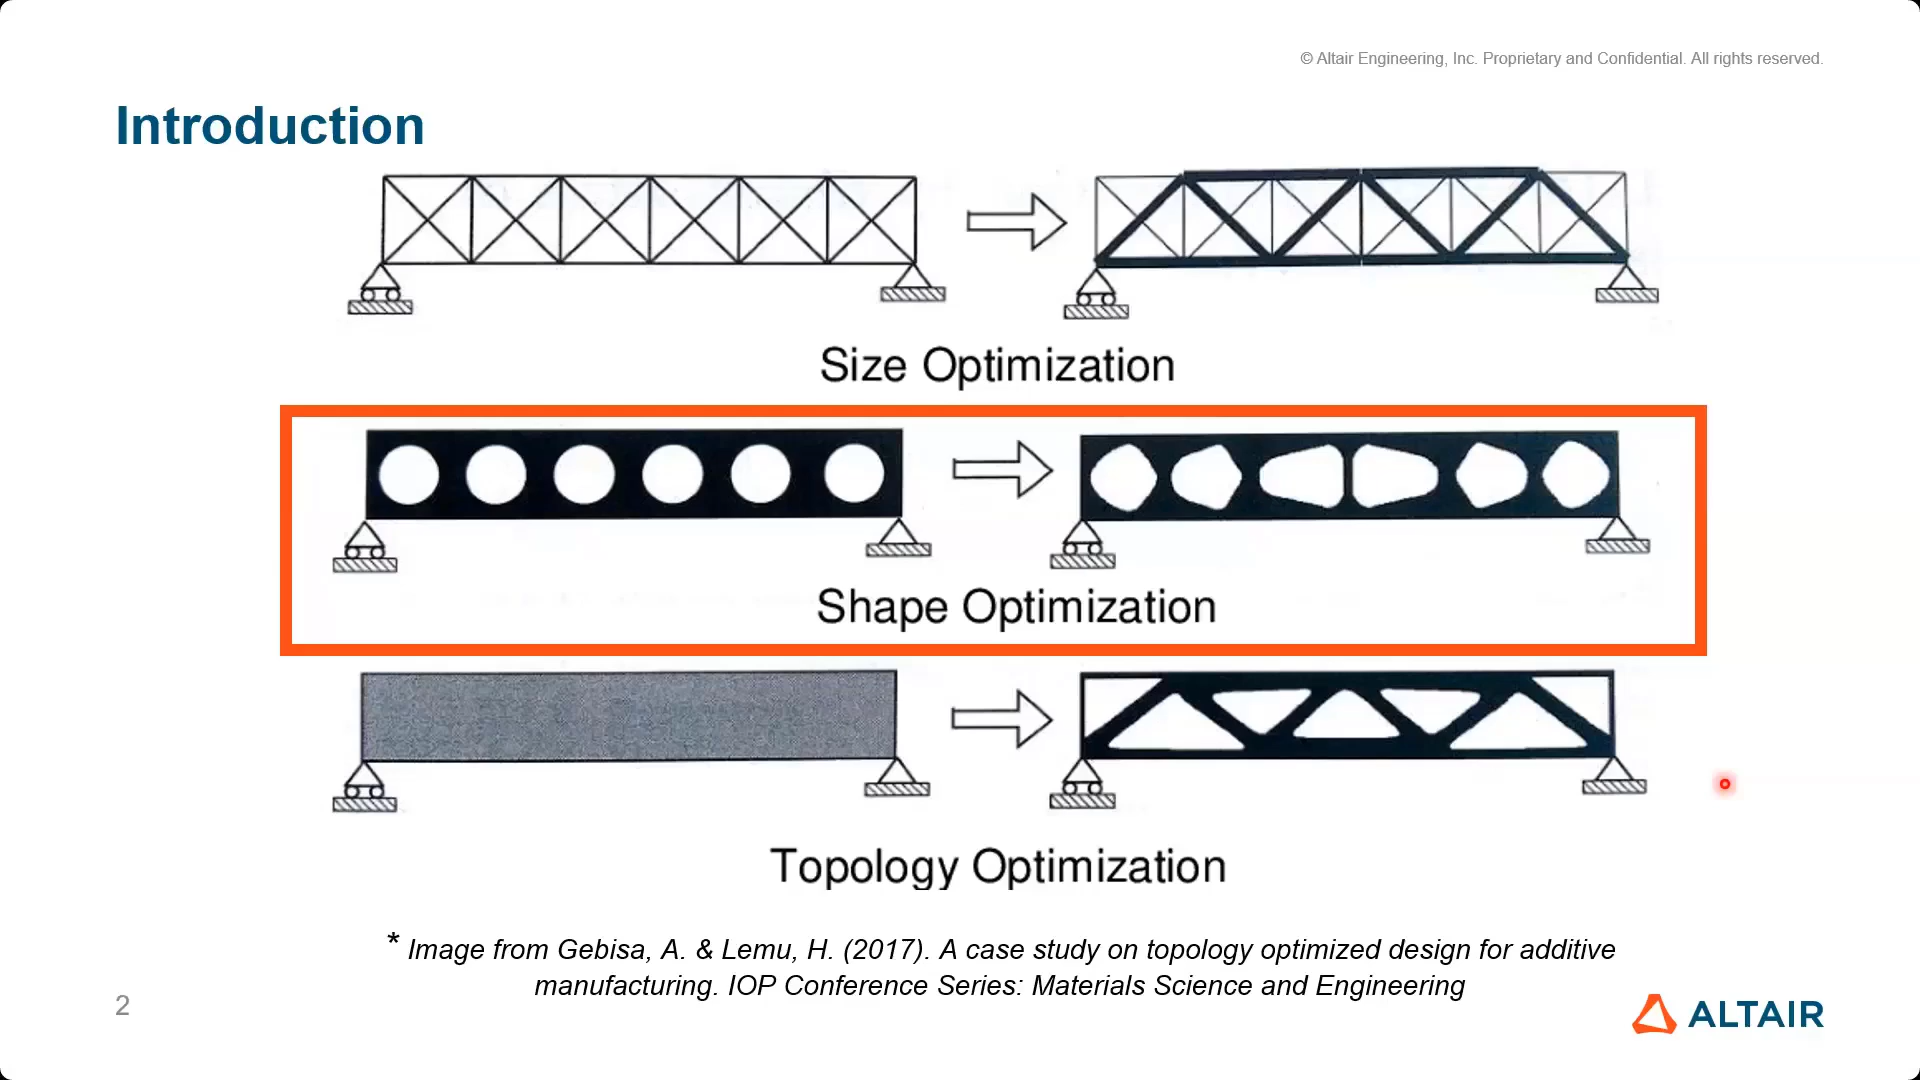 © Altair Engineering, Inc. Proprietary and Confidential. All rights reserved.
Introduction
Size Optimization
Shape Optimization
Topology Optimization
* Image from Gebisa, A. & Lemu, H. (2017). A case study on topology optimized design for additive
manufacturing. IOP Conference Series: Materials Science and Engineering
2
ALTAIR